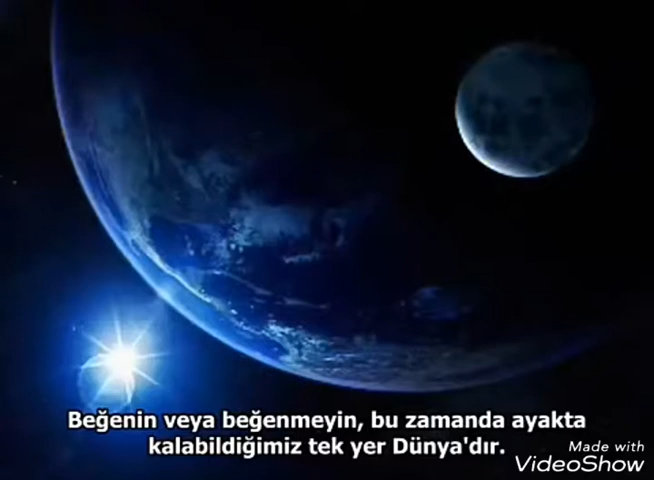 Beğenin veya beğenmeyin, bu zamanda ayakta
kalabildiğimiz tek yer Dünya'dır.
Made with
VideoShow